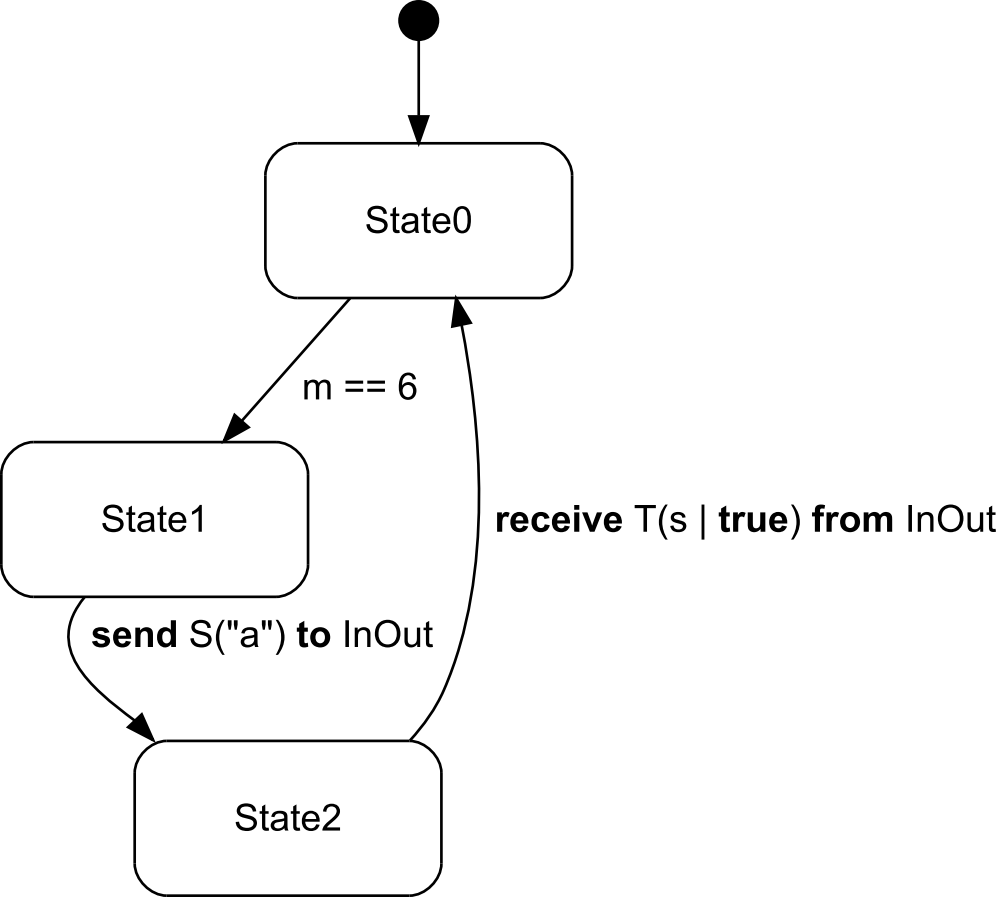 State0
m == 6
State1
receive T(s | true) from InOut
send S("a") to InOut
State2